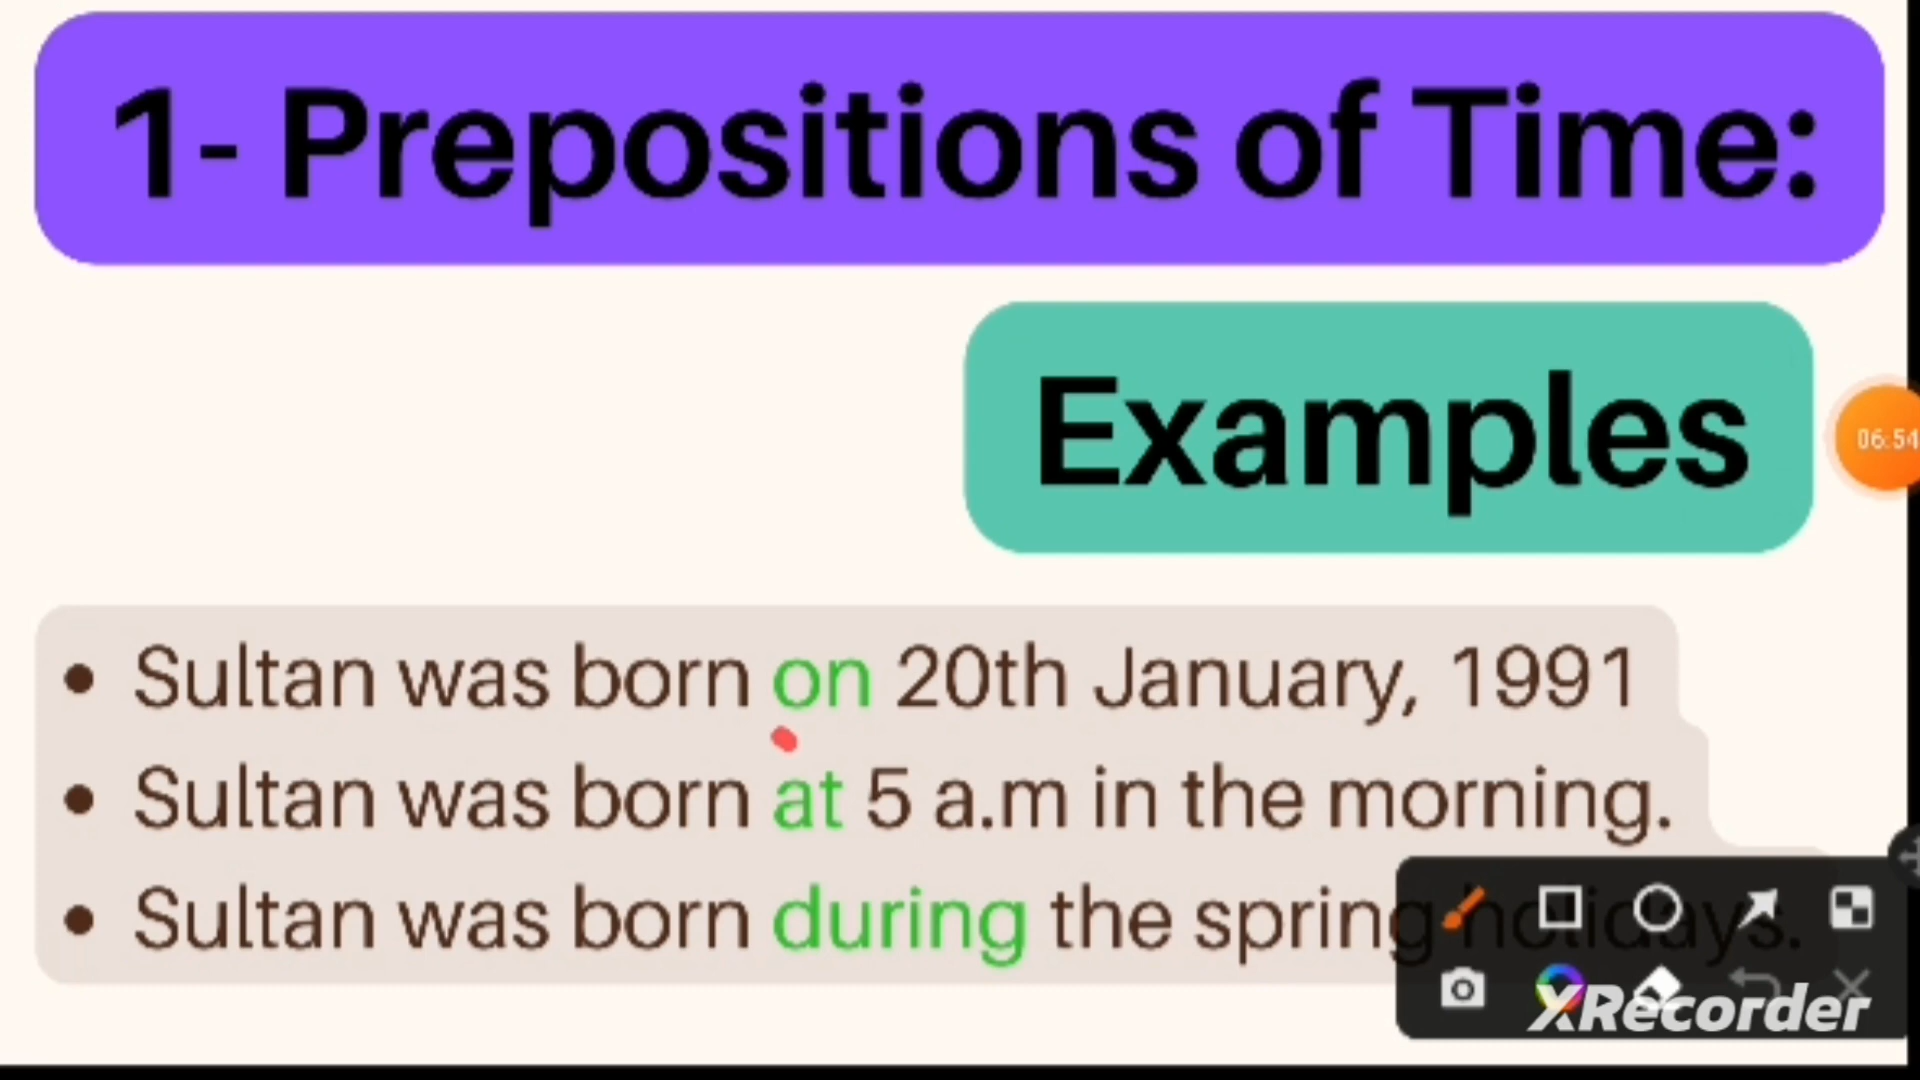 1- Prepositions of Time:
Examples
06:54
• Sultan was born on 20th January, 1991
• Sultan was born at 5 a.m in the morning.
• Sultan was born during the spring holidays.
XRecorder